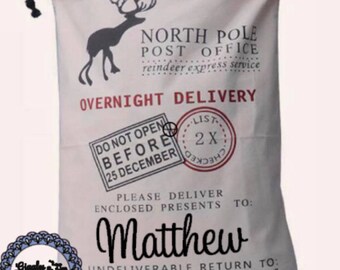 NORTH POLE
POST OFFICE
reindeer express service
OVERNIGHT DELIVERY
DO NOT OPEN
BEFORE
25 DECEMBER
LIST
2X
CHECKED
PLEASE DELIVER
ENCLOSED PRESENTS TO:
Matthew
UNDELIVERABLE RETURN TO: